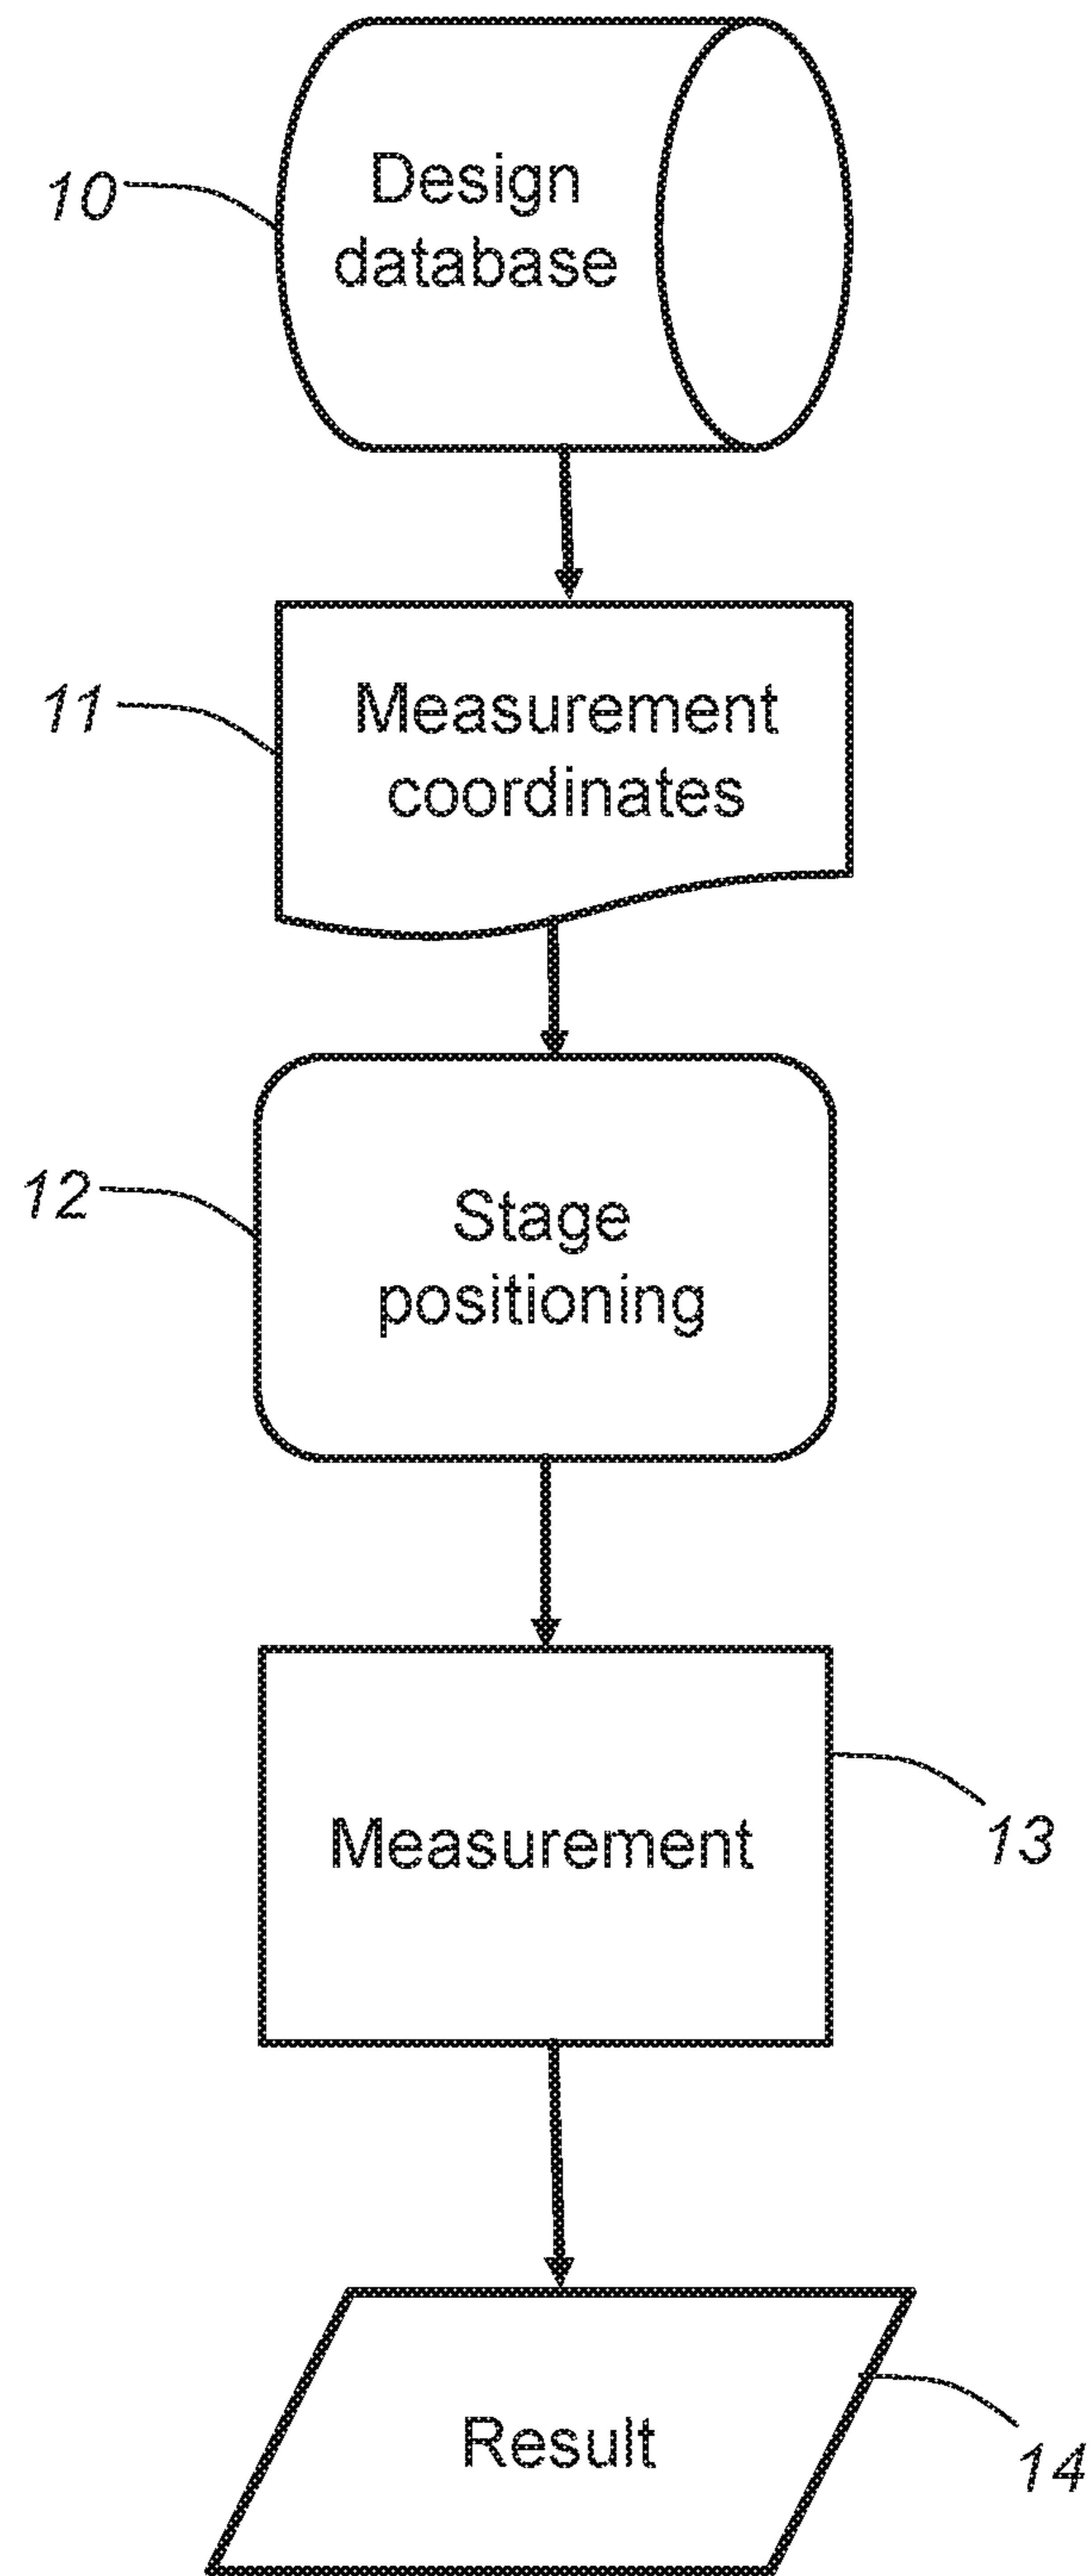 10
Design
database
11
Measurement
coordinates
12
Stage
positioning
Measurement
13
Result
14